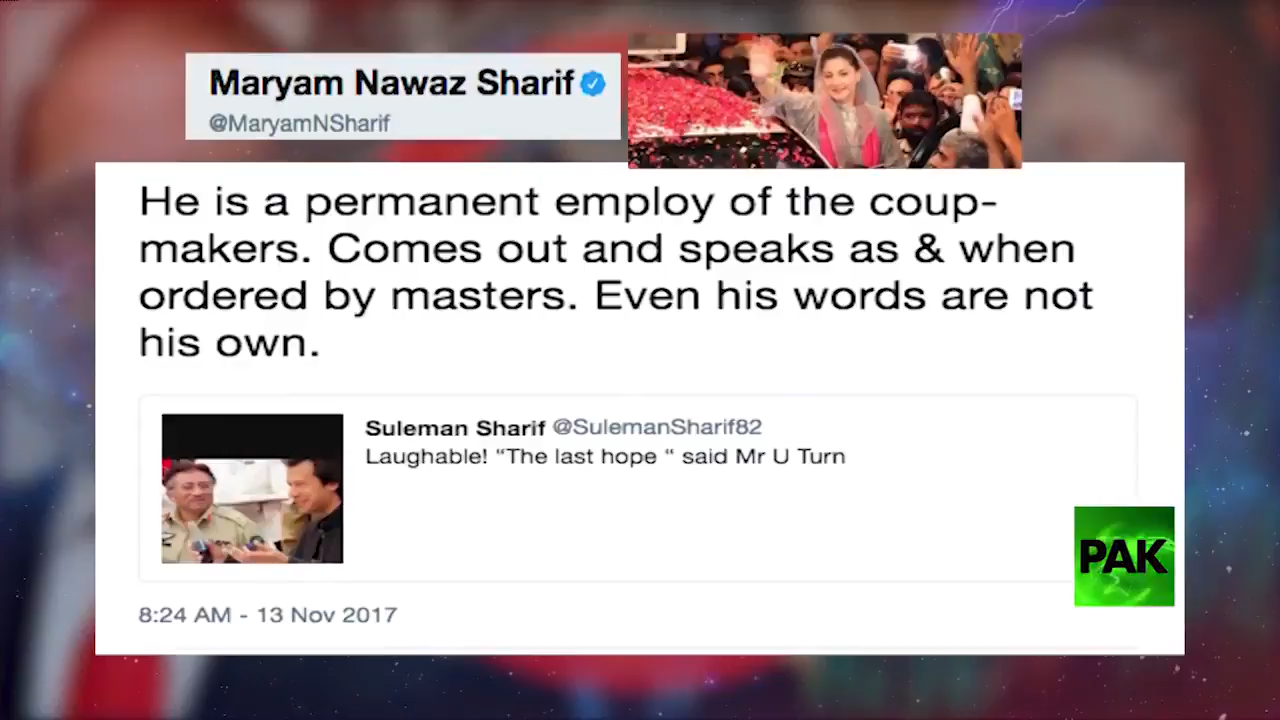 Maryam Nawaz Sharif
@MaryamNSharif
He is a permanent employ of the coup-
makers. Comes out and speaks as & when
ordered by masters. Even his words are not
his own.
Suleman Sharif @SulemanSharif82
Laughable! “The last hope “ said Mr U Turn
PAK
8:24 AM - 13 Nov 2017